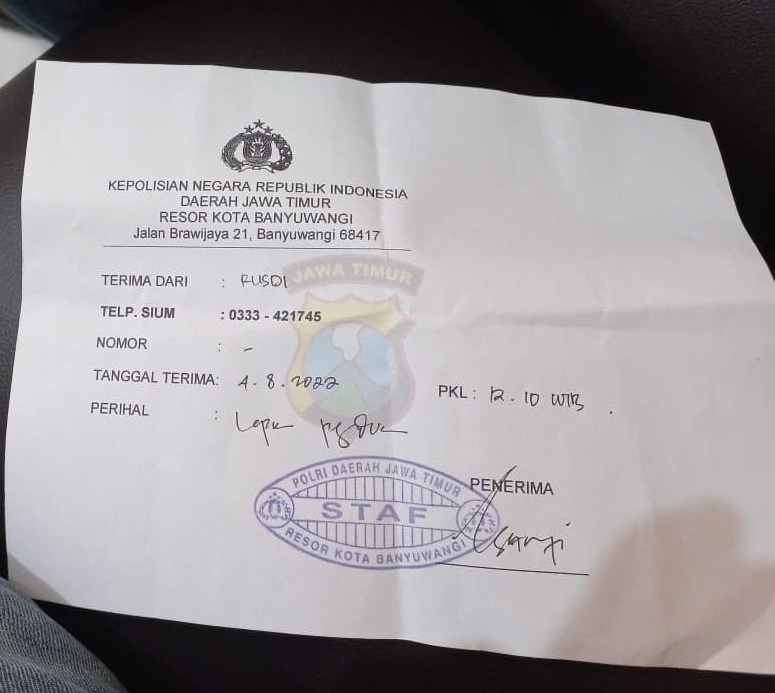 KEPOLISIAN NEGARA REPUBLIK INDONESIA
DAERAH JAWA TIMUR
RESOR KOTA BANYUWANGI
Jalan Brawijaya 21, Banyuwangi 68417
TERIMA DARI : RUSDI
JAWA TIMUR
TELP. SIUM : 0333 - 421745
NOMOR : -
TANGGAL TERIMA: 4.8.2022 PKL : 12.10 WIB .
PERIHAL :
POLRI DAERAH JAWA TIMUR
STAF
RESOR KOTA BANYUWANGI
PENERIMA